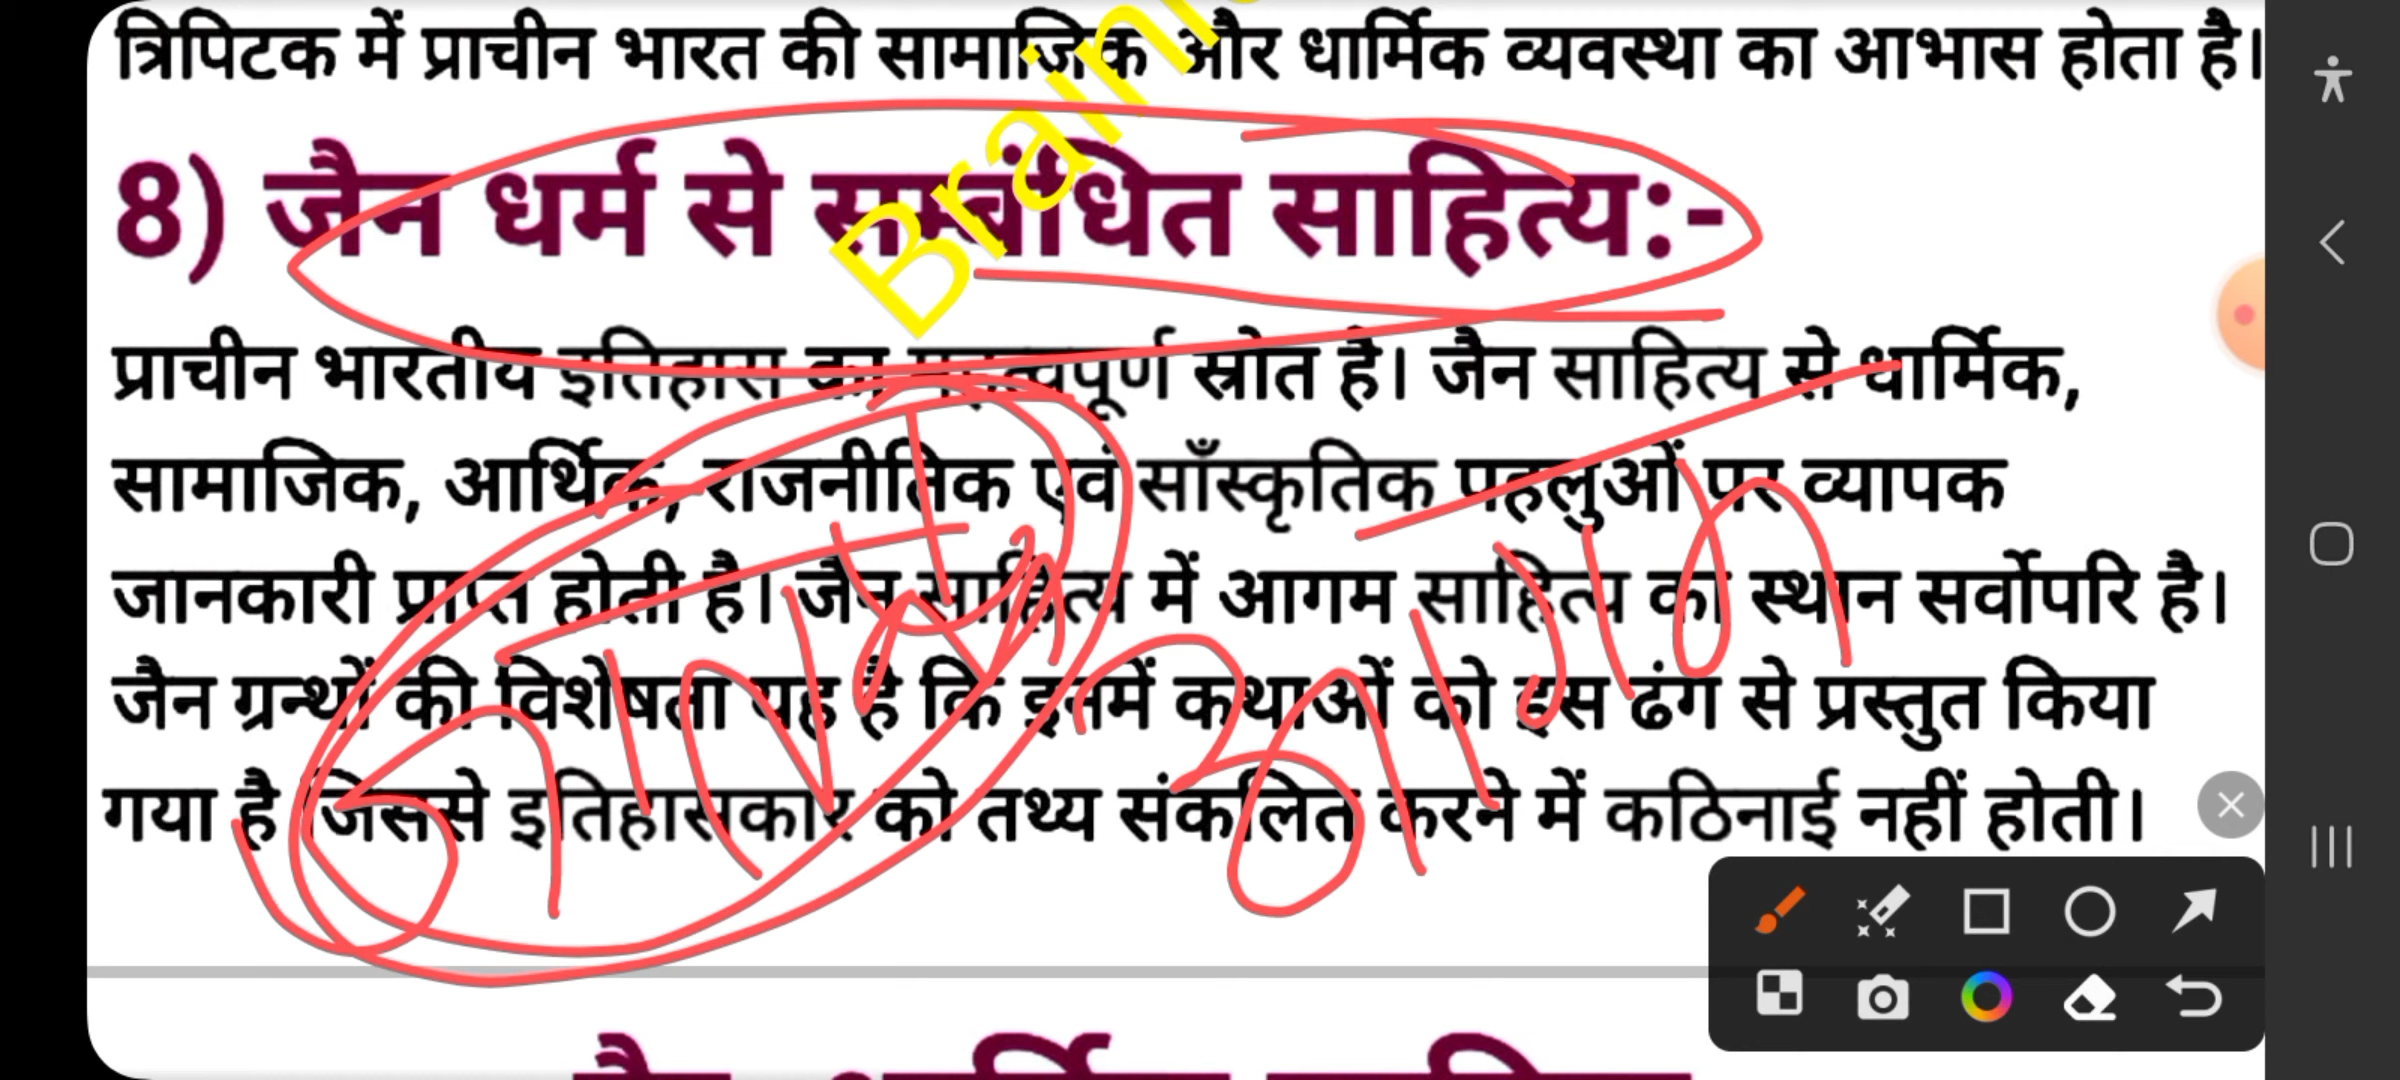 त्रिपिटक में प्राचीन भारत की सामाजिक और धार्मिक व्यवस्था का आभास होता है।
8) जैन धर्म से सम्बंधित साहित्य:-
प्राचीन भारतीय इतिहास का महत्वपूर्ण स्रोत है। जैन साहित्य से धार्मिक,
सामाजिक, आर्थिक, राजनीतिक एवं साँस्कृतिक पहलुओं पर व्यापक
जानकारी प्राप्त होती है। जैन साहित्य में आगम साहित्य का स्थान सर्वोपरि है।
जैन ग्रन्थों की विशेषता यह है कि इनमें कथाओं को इस ढंग से प्रस्तुत किया
गया है जिससे इतिहासकार को तथ्य संकलित करने में कठिनाई नहीं होती।